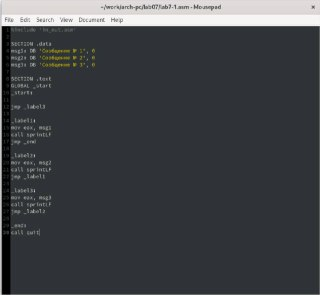 ~/work/arch-pc/lab07/lab7-1.asm - Mousepad
File Edit Search View Document Help
%include 'in_out.asm'
SECTION .data
msg1: DB 'Сообщение № 1', 0
msg2: DB 'Сообщение № 2', 0
msg3: DB 'Сообщение № 3', 0
SECTION .text
GLOBAL _start
_start:
jmp _label3
_label1:
mov eax, msg1
call sprintLF
jmp _end
_label2:
mov eax, msg2
call sprintLF
jmp _label1
_label3:
mov eax, msg3
call sprintLF
jmp _label2
_end:
call quit